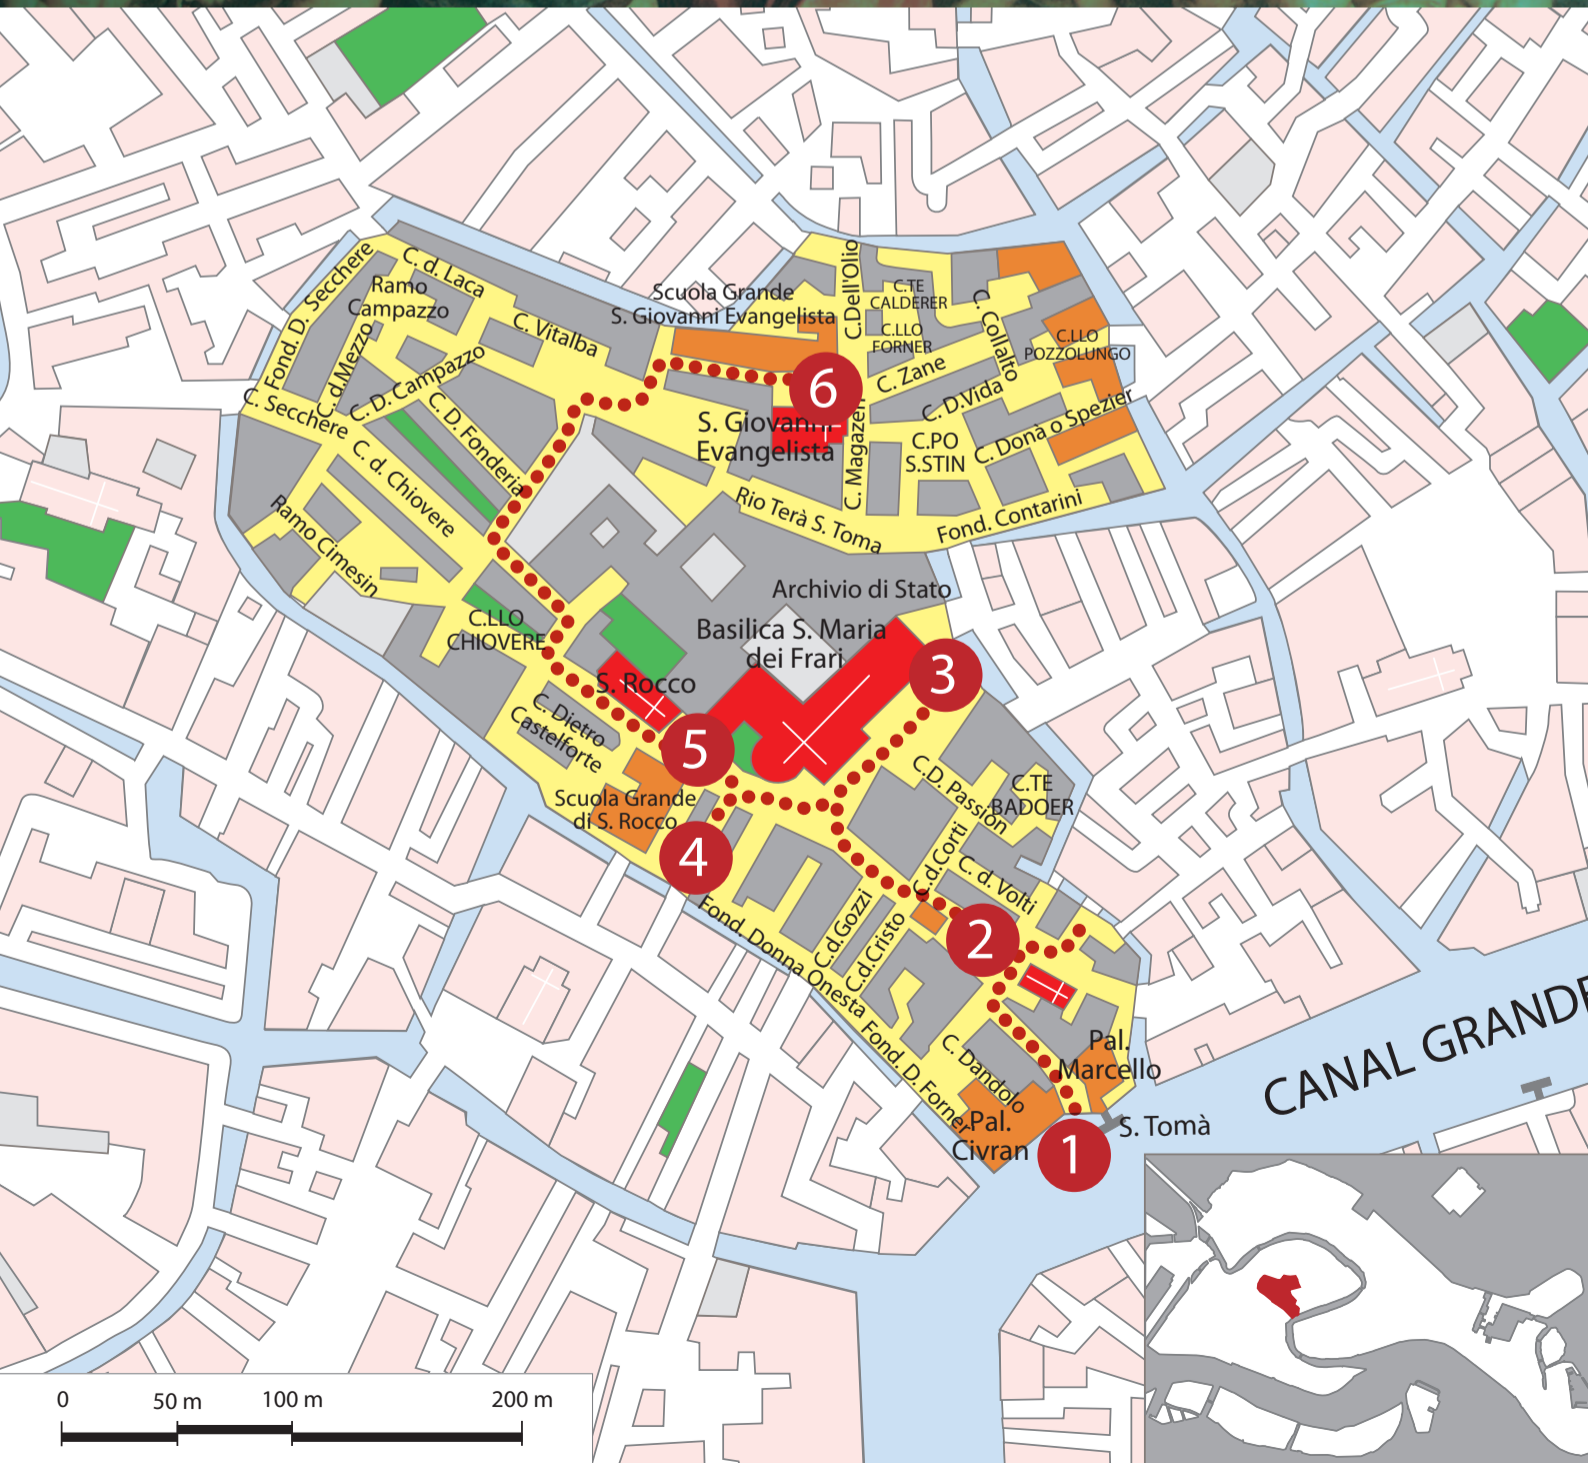 Fond. D. Secchere
C. d. Laca
Ramo
Campazzo
C. d.Mezzo
C. Vitalba
C. D. Campazzo
C. Secchere
C. D. Fonderia
C. d. Chiovere
Ramo Cimesin
Scuola Grande
S. Giovanni Evangelista
C.Dell'Olio
C.TE
CALDERER
C.LLO
FORNER
C. Collalto
C.LLO
POZZOLUNGO
C. Zane
C. D.Vida
C. Donà o Spezier
C.PO
S.STIN
C. Magazen
6
S. Giovanni
Evangelista
Rio Terà S. Toma
Fond. Contarini
Archivio di Stato
Basilica S. Maria
dei Frari
3
C.LLO
CHIOVERE
S. Rocco
C. Dietro
Castelforte
5
Scuola Grande
di S. Rocco
4
C.D. Passion
C.TE
BADOER
C.d.Corti
C. d. Volti
C.d.Gozzi
C.d.Cristo
2
Fond. Donna Onesta
Fond. D. Forner
C. Dandolo
Pal.
Marcello
Pal.
Civran
1
S. Tomà
CANAL GRANDE
0
50 m
100 m
200 m